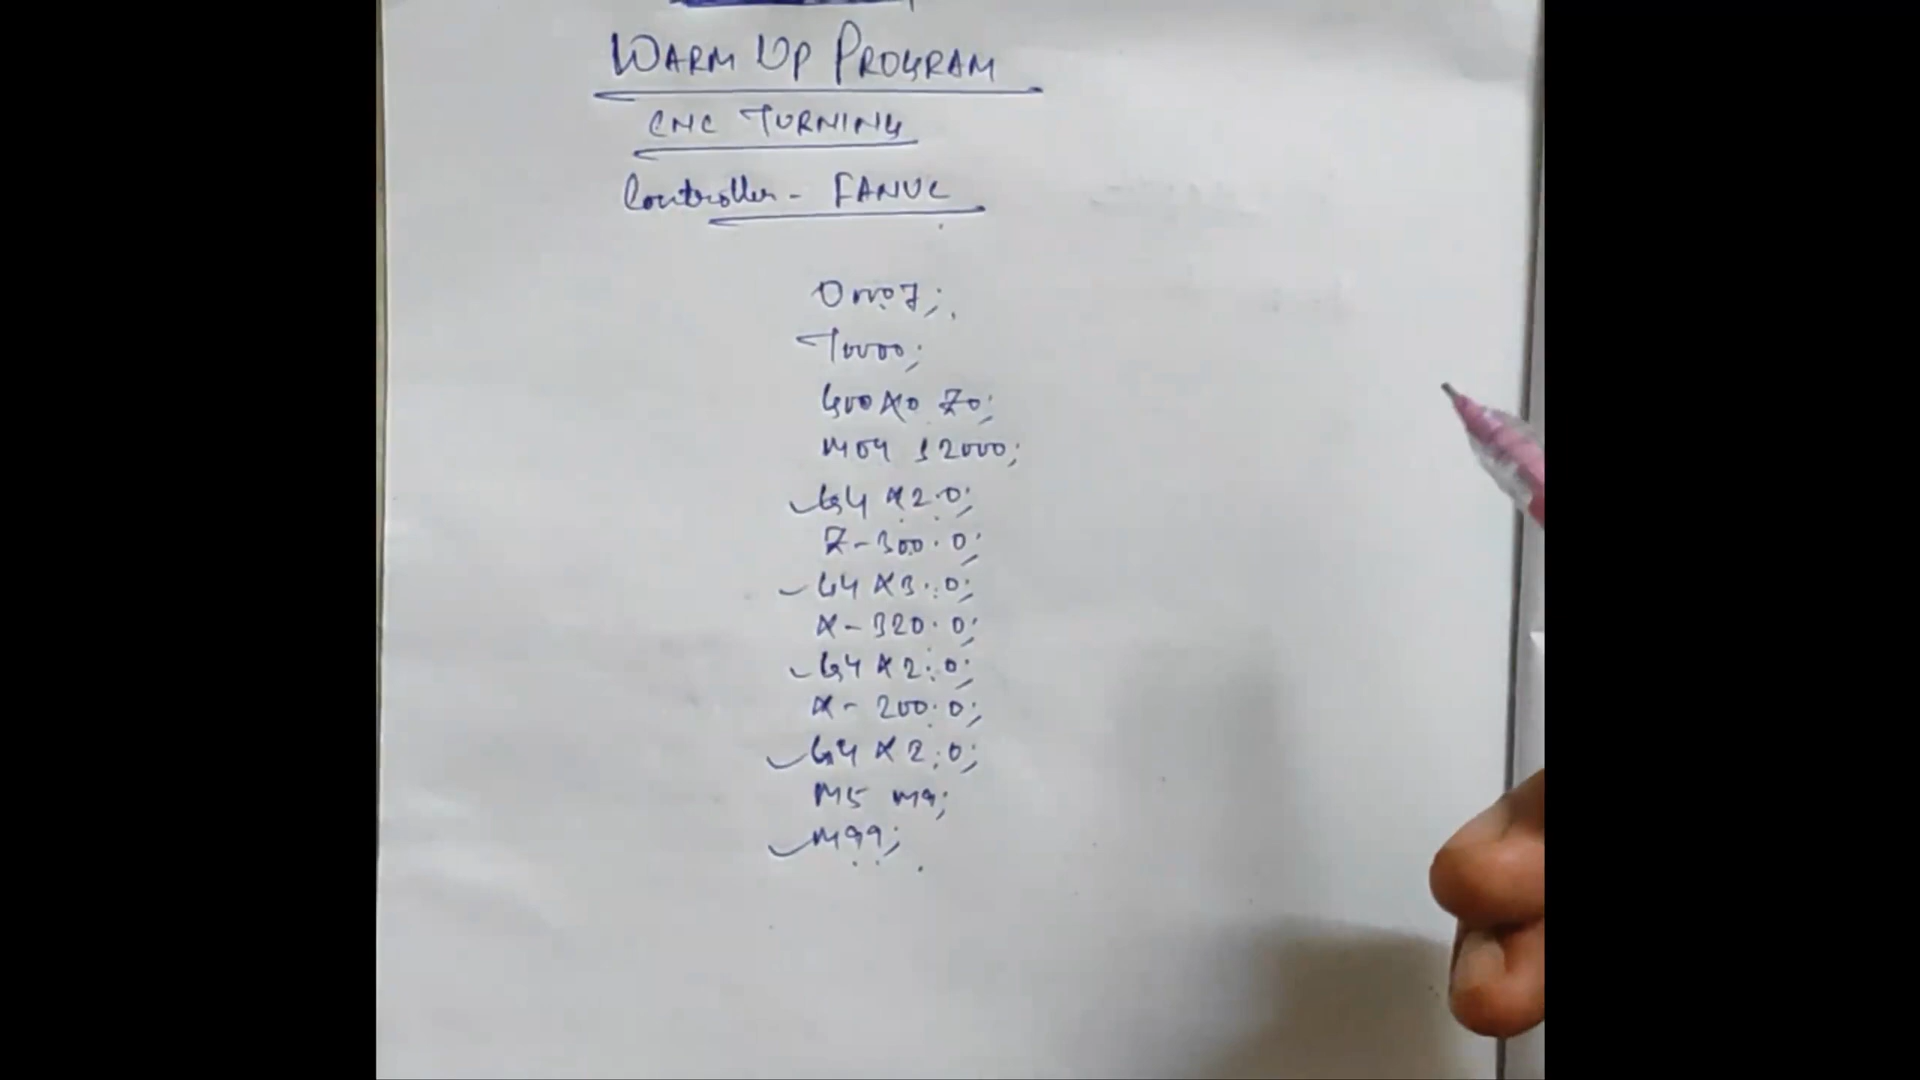 WARM UP PROGRAM
CNC TURNING
Controller - FANUC
O0007;
T0000;
G00 X0 Z0;
M04 S2000;
G4 X2.0;
Z-300.0;
G4 X3.0;
X-320.0;
G4 X2.0;
X-200.0;
G4 X2.0;
M5 M9;
M99;